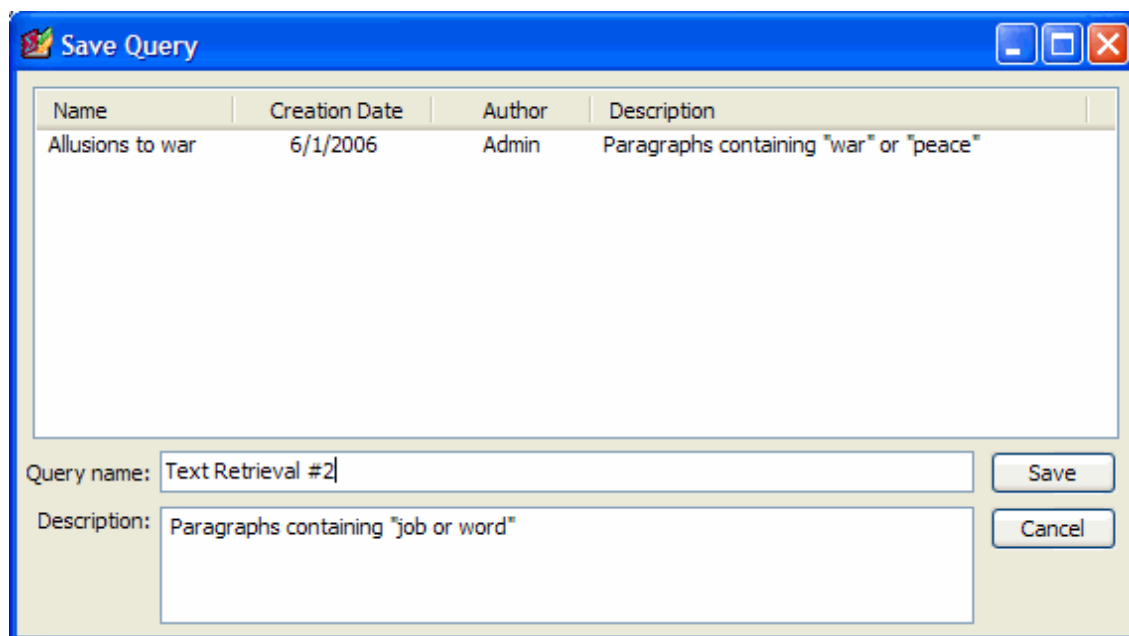 Save Query
Name Creation Date Author Description
Allusions to war 6/1/2006 Admin Paragraphs containing "war" or "peace"
Query name: Text Retrieval #2 Save
Description: Paragraphs containing "job or word" Cancel